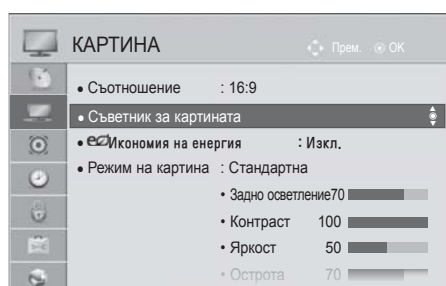 КАРТИНА Прем. OK
• Съотношение : 16:9
• Съветник за картината
• eco Икономия на енергия : Изкл.
• Режим на картина : Стандартна
• Задно осветление70
• Контраст 100
• Яркост 50
• Острота 70